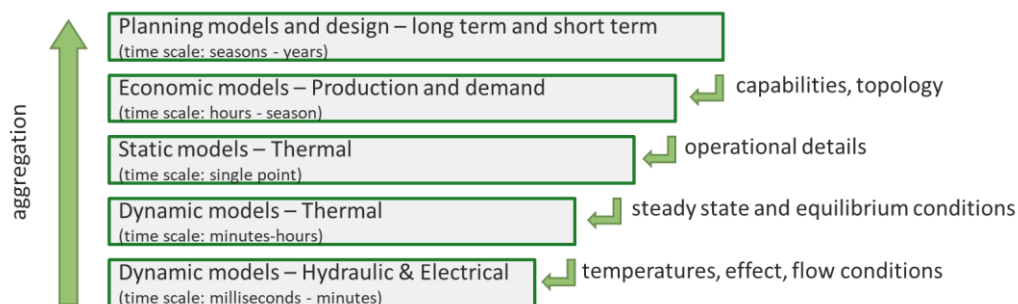 Planning models and design – long term and short term
(time scale: seasons - years)
Economic models – Production and demand
(time scale: hours - season)
capabilities, topology
Static models – Thermal
(time scale: single point)
operational details
aggregation
Dynamic models – Thermal
(time scale: minutes-hours)
steady state and equilibrium conditions
Dynamic models – Hydraulic & Electrical
(time scale: milliseconds - minutes)
temperatures, effect, flow conditions